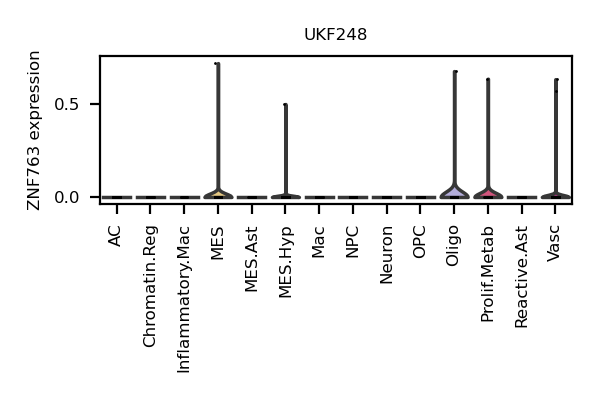 UKF248
ZNF763 expression
0.5
0.0
AC
Chromatin.Reg
Inflammatory.Mac
MES
MES.Ast
MES.Hyp
Mac
NPC
Neuron
OPC
Oligo
Prolif.Metab
Reactive.Ast
Vasc